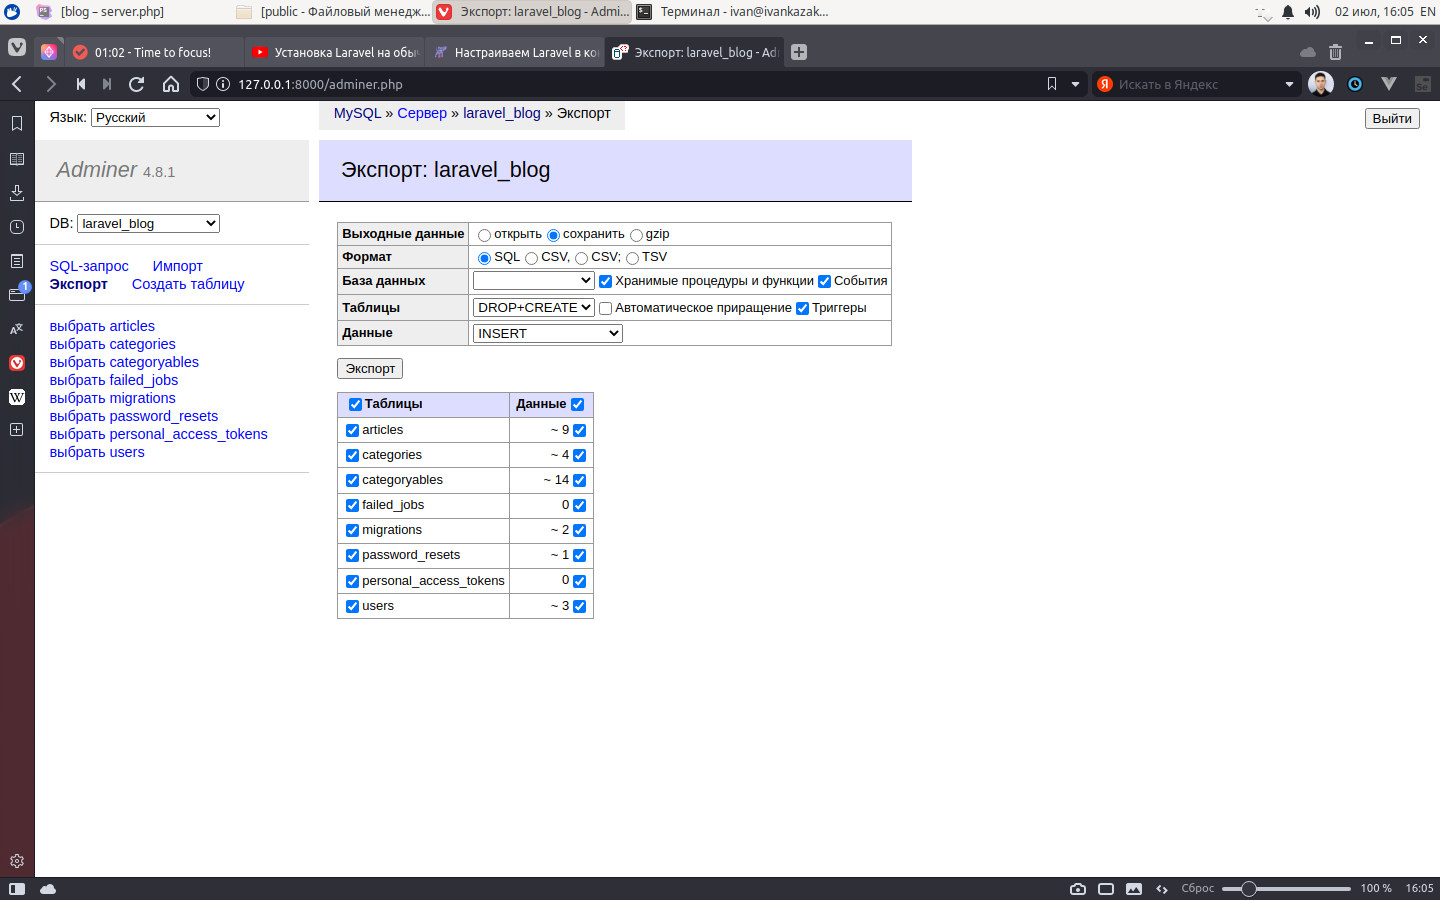 [blog – server.php]
[public - Файловый менедж...
Экспорт: laravel_blog - Admi...
Терминал - ivan@ivankazak...
02 июл, 16:05 EN
01:02 - Time to focus!
Установка Laravel на обы
Настраиваем Laravel в ко
Экспорт: laravel_blog - Ad
127.0.0.1:8000/adminer.php
Искать в Яндекс
Язык: Русский
MySQL » Сервер » laravel_blog » Экспорт
Выйти
Adminer 4.8.1
Экспорт: laravel_blog
DB: laravel_blog
SQL-запрос Импорт
Экспорт Создать таблицу
выбрать articles
выбрать categories
выбрать categoryables
выбрать failed_jobs
выбрать migrations
выбрать password_resets
выбрать personal_access_tokens
выбрать users
Выходные данные открыть сохранить gzip
Формат SQL CSV, CSV; TSV
База данных Хранимые процедуры и функции События
Таблицы DROP+CREATE Автоматическое приращение Триггеры
Данные INSERT
Экспорт
Таблицы Данные
articles ~ 9
categories ~ 4
categoryables ~ 14
failed_jobs 0
migrations ~ 2
password_resets ~ 1
personal_access_tokens 0
users ~ 3
1
Сброс 100 % 16:05